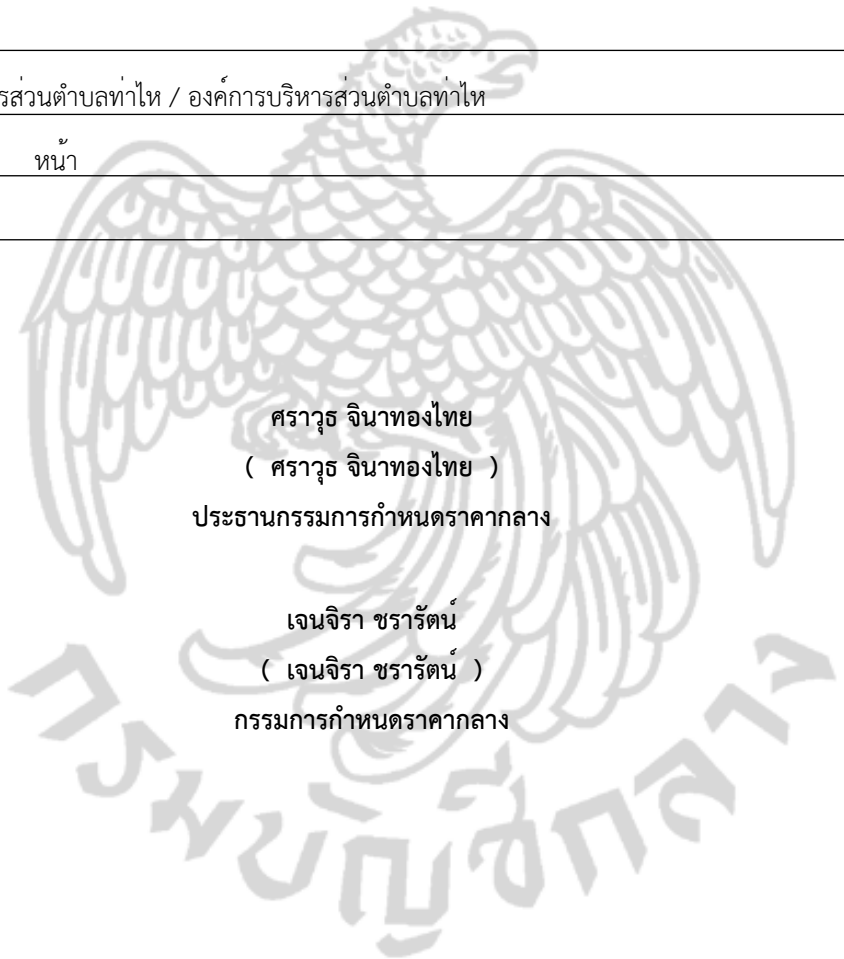 รส่วนตำบลท่าไห / องค์การบริหารส่วนตำบลท่าไห
หน้า
ศราวุธ จินาทองไทย
( ศราวุธ จินาทองไทย )
ประธานกรรมการกำหนดราคากลาง
เจนจิรา ชรารัตน์
( เจนจิรา ชรารัตน์ )
กรรมการกำหนดราคากลาง
กรมบัญชีกลาง